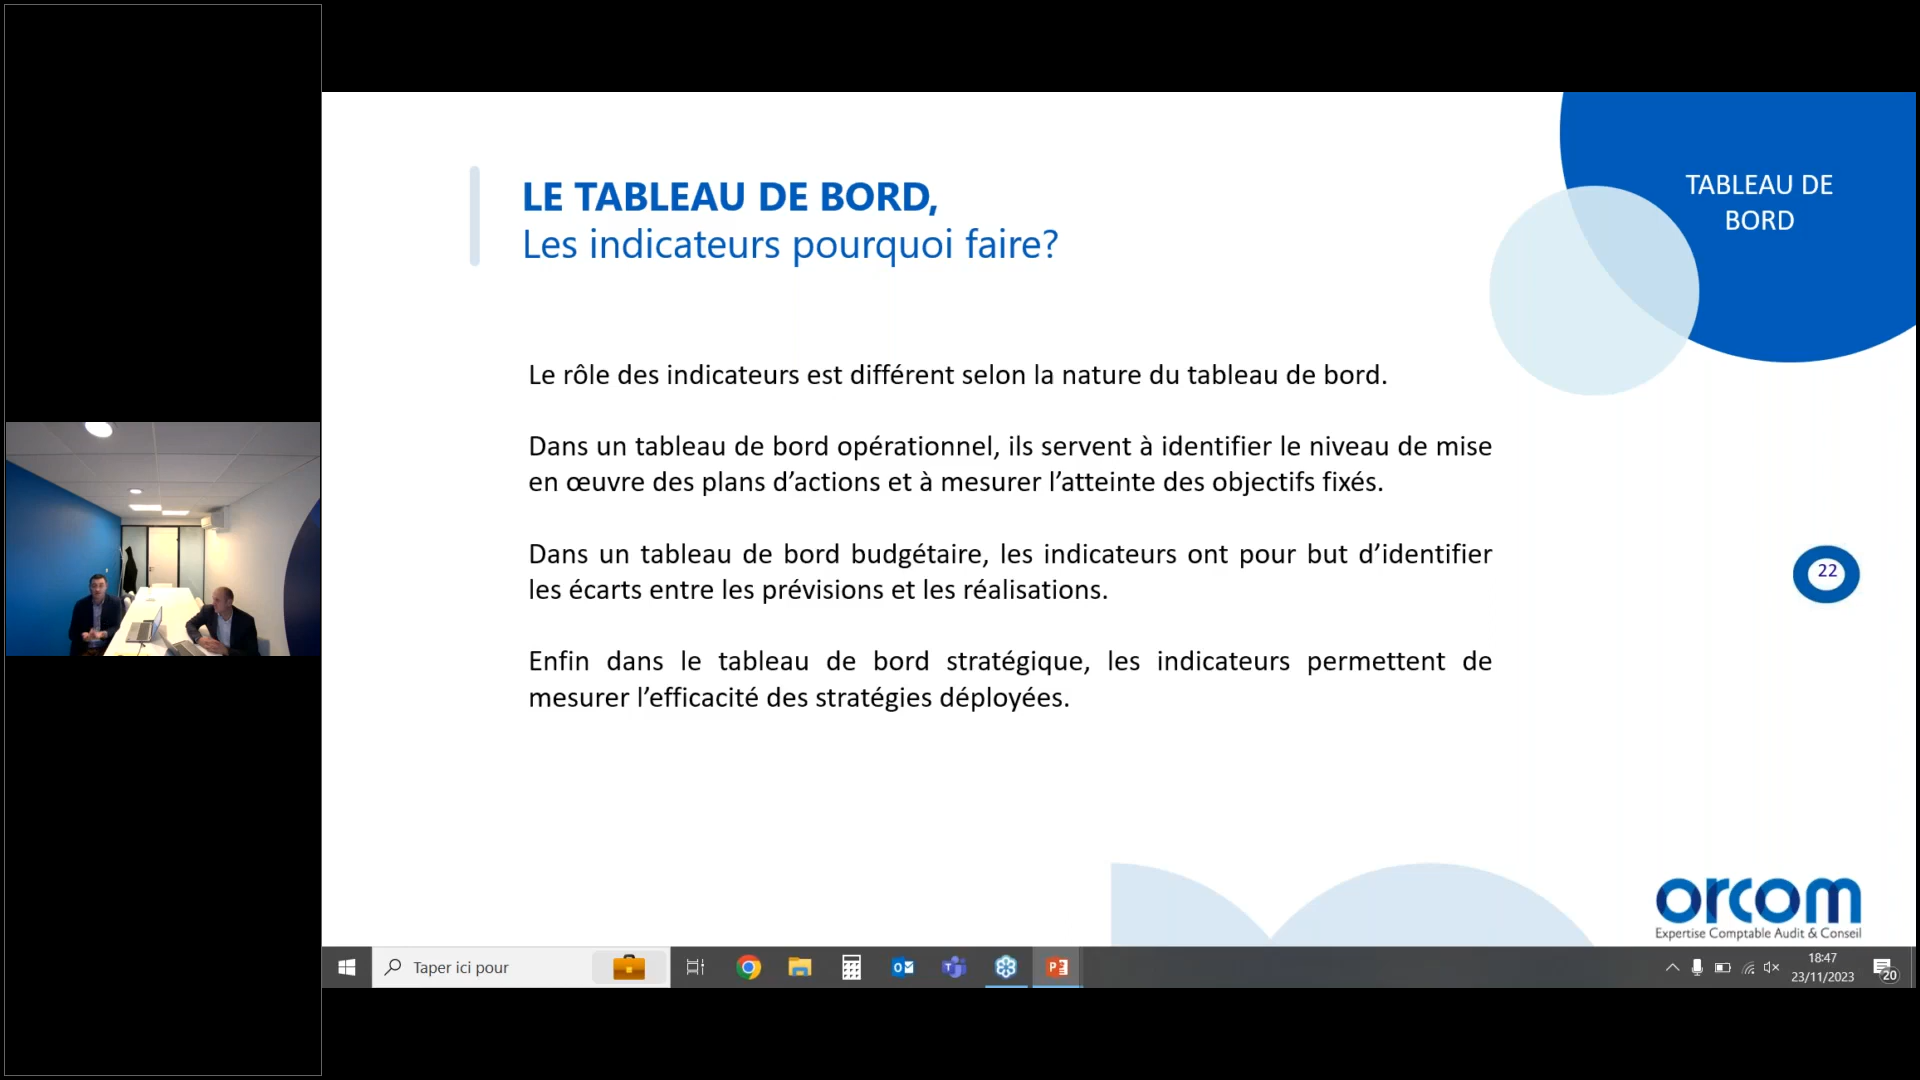 LE TABLEAU DE BORD,
Les indicateurs pourquoi faire?
TABLEAU DE
BORD
Le rôle des indicateurs est différent selon la nature du tableau de bord.
Dans un tableau de bord opérationnel, ils servent à identifier le niveau de mise
en œuvre des plans d’actions et à mesurer l’atteinte des objectifs fixés.
Dans un tableau de bord budgétaire, les indicateurs ont pour but d’identifier
les écarts entre les prévisions et les réalisations.
22
Enfin dans le tableau de bord stratégique, les indicateurs permettent de
mesurer l’efficacité des stratégies déployées.
orcom
Expertise Comptable Audit & Conseil
Taper ici pour
18:47
23/11/2023
20